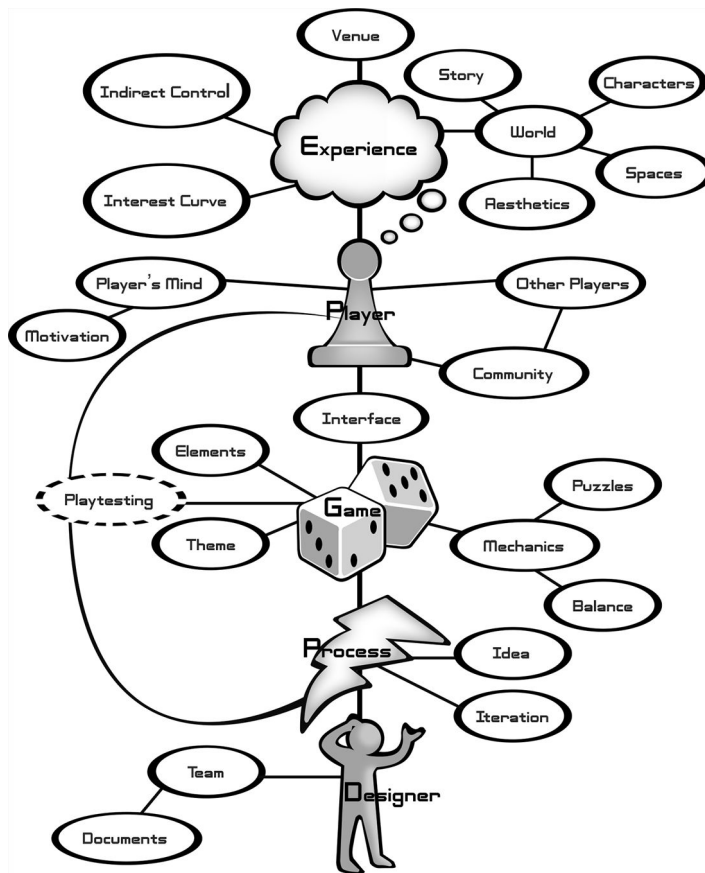 Venue
Story
Characters
Indirect Control
World
Experience
Spaces
Interest Curve
Aesthetics
Player's Mind
Other Players
Player
Motivation
Community
Interface
Elements
Puzzles
Playtesting
Game
Theme
Mechanics
Balance
Process
Idea
Iteration
Team
Designer
Documents